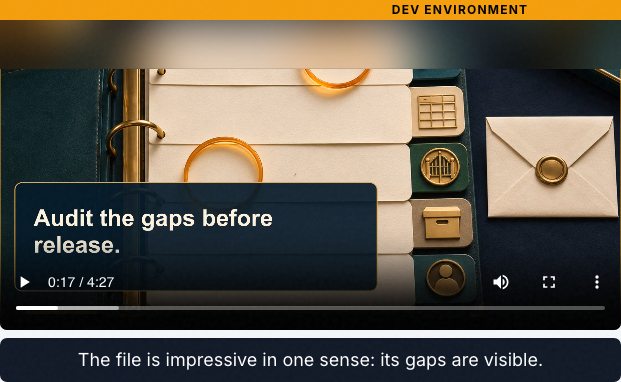 DEV ENVIRONMENT
Audit the gaps before
release.
0:17 / 4:27
The file is impressive in one sense: its gaps are visible.